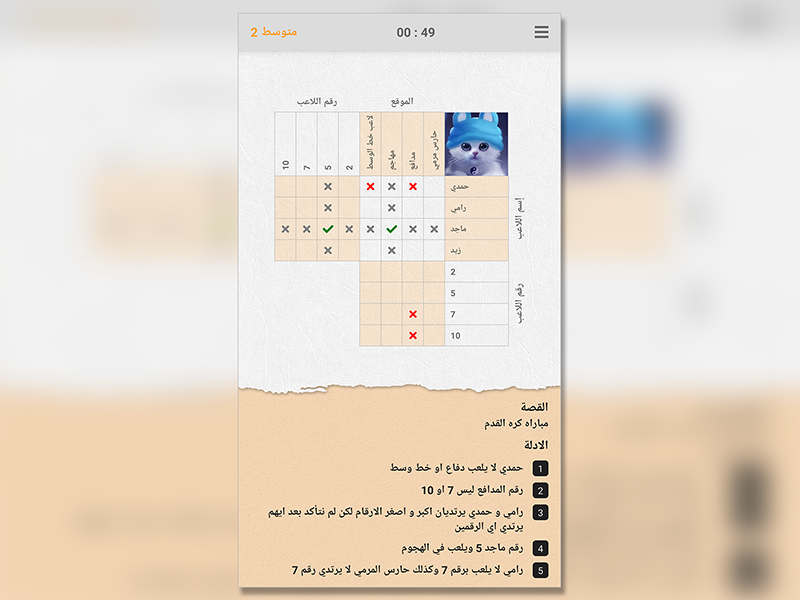 متوسط 2
00 : 49
الموقع
رقم اللاعب
حارس مرمي
مدافع
مهاجم
لاعب خط الوسط
2
5
7
10
إسم اللاعب
حمدي
رامي
ماجد
زيد
رقم اللاعب
2
5
7
10
القصة
مباراه كره القدم
الادلة
1 حمدي لا يلعب دفاع او خط وسط
2 رقم المدافع ليس 7 او 10
3 رامي و حمدي يرتديان اكبر و اصغر الارقام لكن لم نتأكد بعد ايهم
يرتدي اي الرقمين
4 رقم ماجد 5 ويلعب في الهجوم
5 رامي لا يلعب برقم 7 وكذلك حارس المرمي لا يرتدي رقم 7